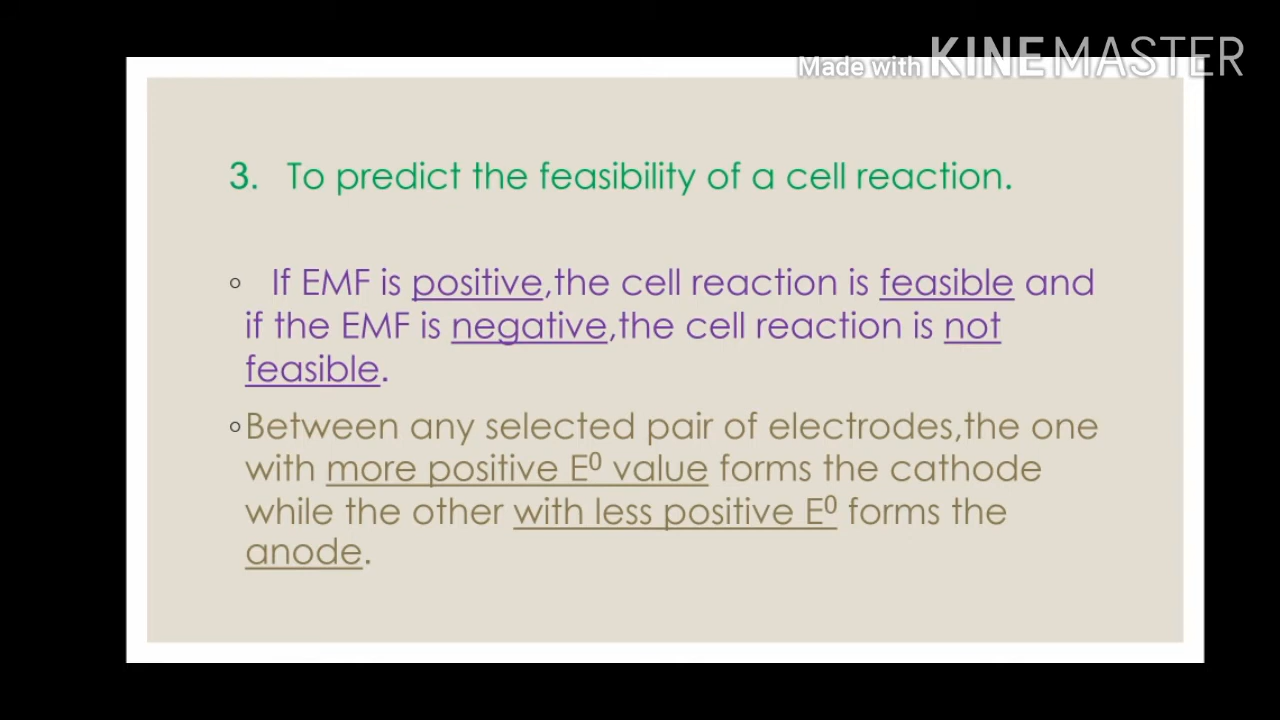 Made with KINEMASTER
3. To predict the feasibility of a cell reaction.
◦ If EMF is positive,the cell reaction is feasible and
if the EMF is negative,the cell reaction is not
feasible.
◦Between any selected pair of electrodes,the one
with more positive E⁰ value forms the cathode
while the other with less positive E⁰ forms the
anode.